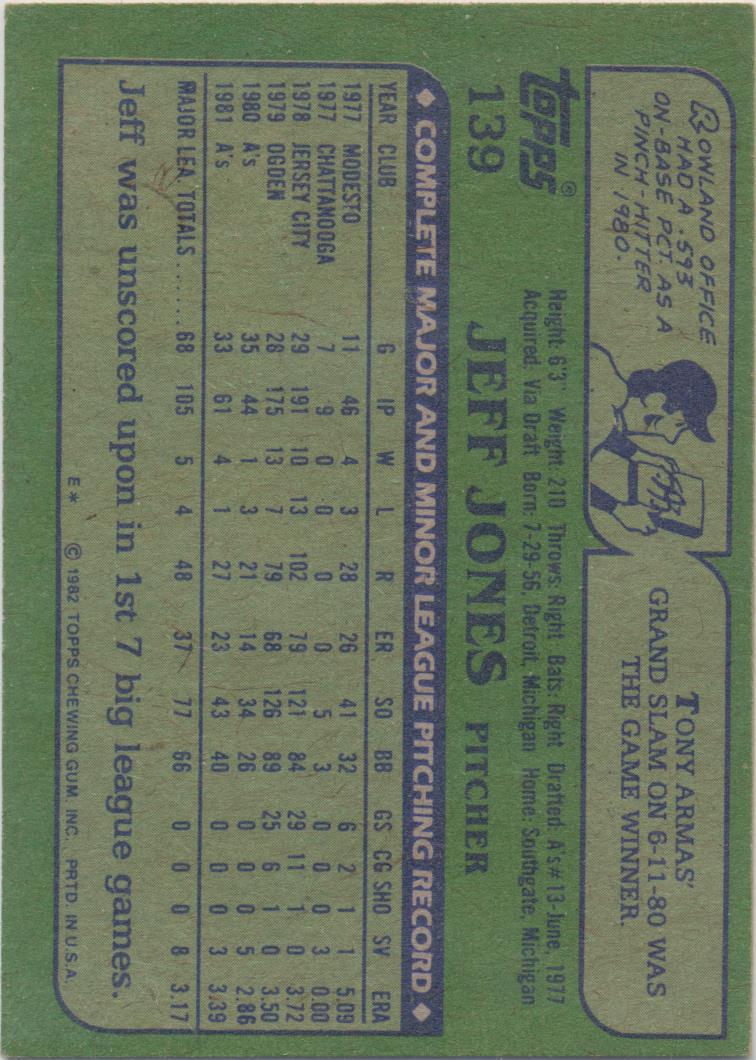 ROWLAND OFFICE
HAD A .593
ON-BASE PCT. AS A
PINCH-HITTER
IN 1980.
TONY ARMAS'
GRAND SLAM ON 6-11-80 WAS
THE GAME WINNER.
topps®
139
Height: 6'3" Weight: 210 Throws: Right Bats: Right Drafted: A's #13-June, 1977
Acquired: Via Draft Born: 7-29-56, Detroit, Michigan Home: Southgate, Michigan
JEFF JONES PITCHER
◆ COMPLETE MAJOR AND MINOR LEAGUE PITCHING RECORD ◆
YEAR CLUB G IP W L R ER SO BB GS CG SHO SV ERA
1977 MODESTO 11 46 4 3 28 26 41 32 6 2 1 1 5.09
1977 CHATTANOOGA 7 9 0 0 0 0 5 3 0 0 0 3 0.00
1978 JERSEY CITY 29 191 10 13 102 79 121 84 29 11 1 0 3.72
1979 OGDEN 28 175 13 7 79 68 126 89 25 6 1 0 3.50
1980 A's 35 44 1 3 21 14 34 26 0 0 0 5 2.86
1981 A's 33 61 4 1 27 23 43 40 0 0 0 3 3.39
MAJOR LEA. TOTALS ...... 68 105 5 4 48 37 77 66 0 0 0 8 3.17
Jeff was unscored upon in 1st 7 big league games.
E* © 1982 TOPPS CHEWING GUM, INC., PRTD. IN U.S.A.